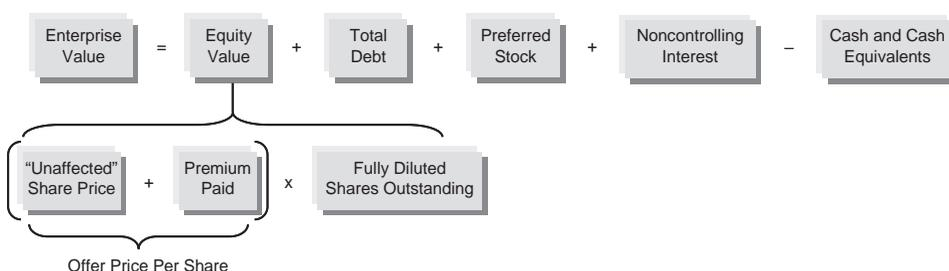 Enterprise
Value
=
Equity
Value
+
Total
Debt
+
Preferred
Stock
+
Noncontrolling
Interest
–
Cash and Cash
Equivalents
“Unaffected”
Share Price
+
Premium
Paid
x
Fully Diluted
Shares Outstanding
Offer Price Per Share